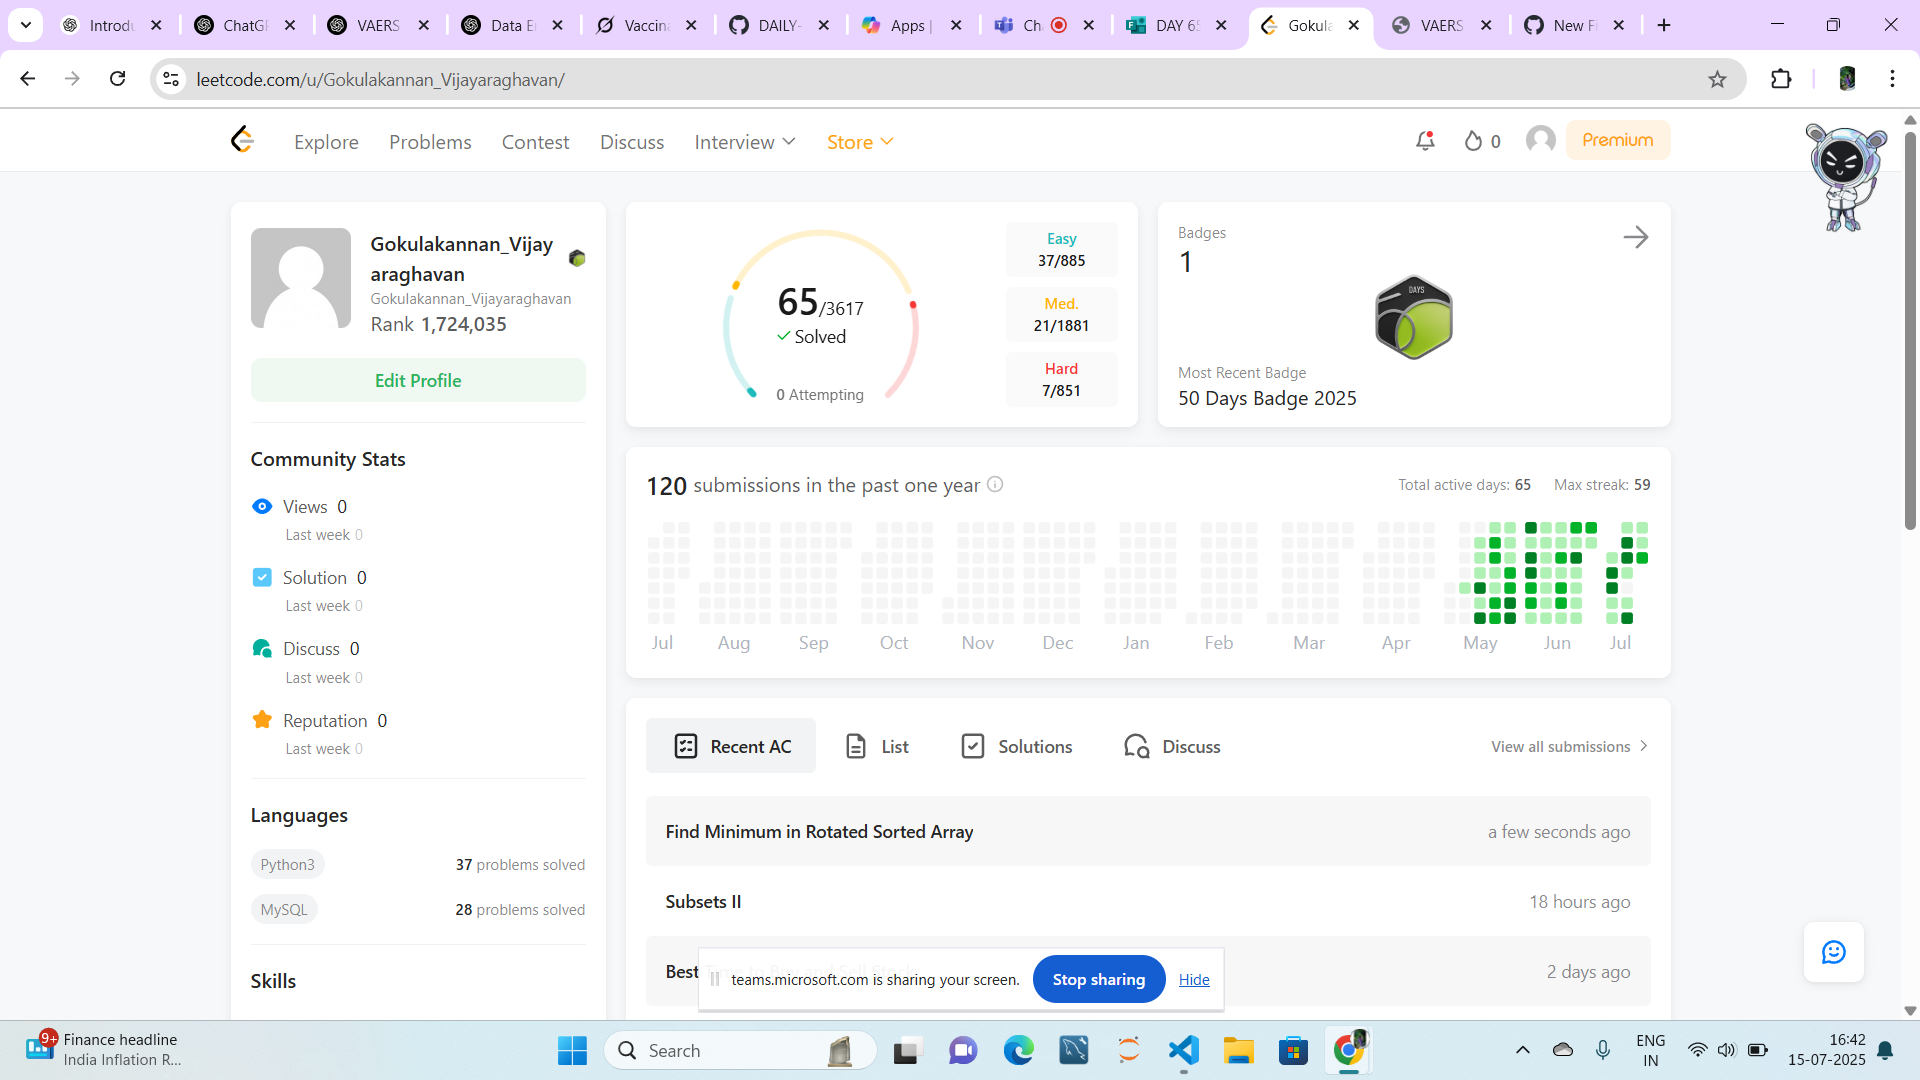 Introdu
ChatGP
VAERS
Data E
Vaccina
DAILY-
Apps |
Ch
DAY 65
Gokula
VAERS
New Fi
leetcode.com/u/Gokulakannan_Vijayaraghavan/
Explore
Problems
Contest
Discuss
Interview
Store
0
Premium
Gokulakannan_Vijay
araghavan
Gokulakannan_Vijayaraghavan
Rank 1,724,035
Edit Profile
Community Stats
Views 0
Last week 0
Solution 0
Last week 0
Discuss 0
Last week 0
Reputation 0
Last week 0
Languages
Python3 37 problems solved
MySQL 28 problems solved
Skills
65/3617
Solved
0 Attempting
Easy
37/885
Med.
21/1881
Hard
7/851
Badges
1
DAYS
Most Recent Badge
50 Days Badge 2025
120 submissions in the past one year
Total active days: 65 Max streak: 59
Jul Aug Sep Oct Nov Dec Jan Feb Mar Apr May Jun Jul
Recent AC
List
Solutions
Discuss
View all submissions
Find Minimum in Rotated Sorted Array a few seconds ago
Subsets II 18 hours ago
Best 2 days ago
teams.microsoft.com is sharing your screen. Stop sharing Hide
9+
Finance headline
India Inflation R...
Search
ENG
IN
16:42
15-07-2025